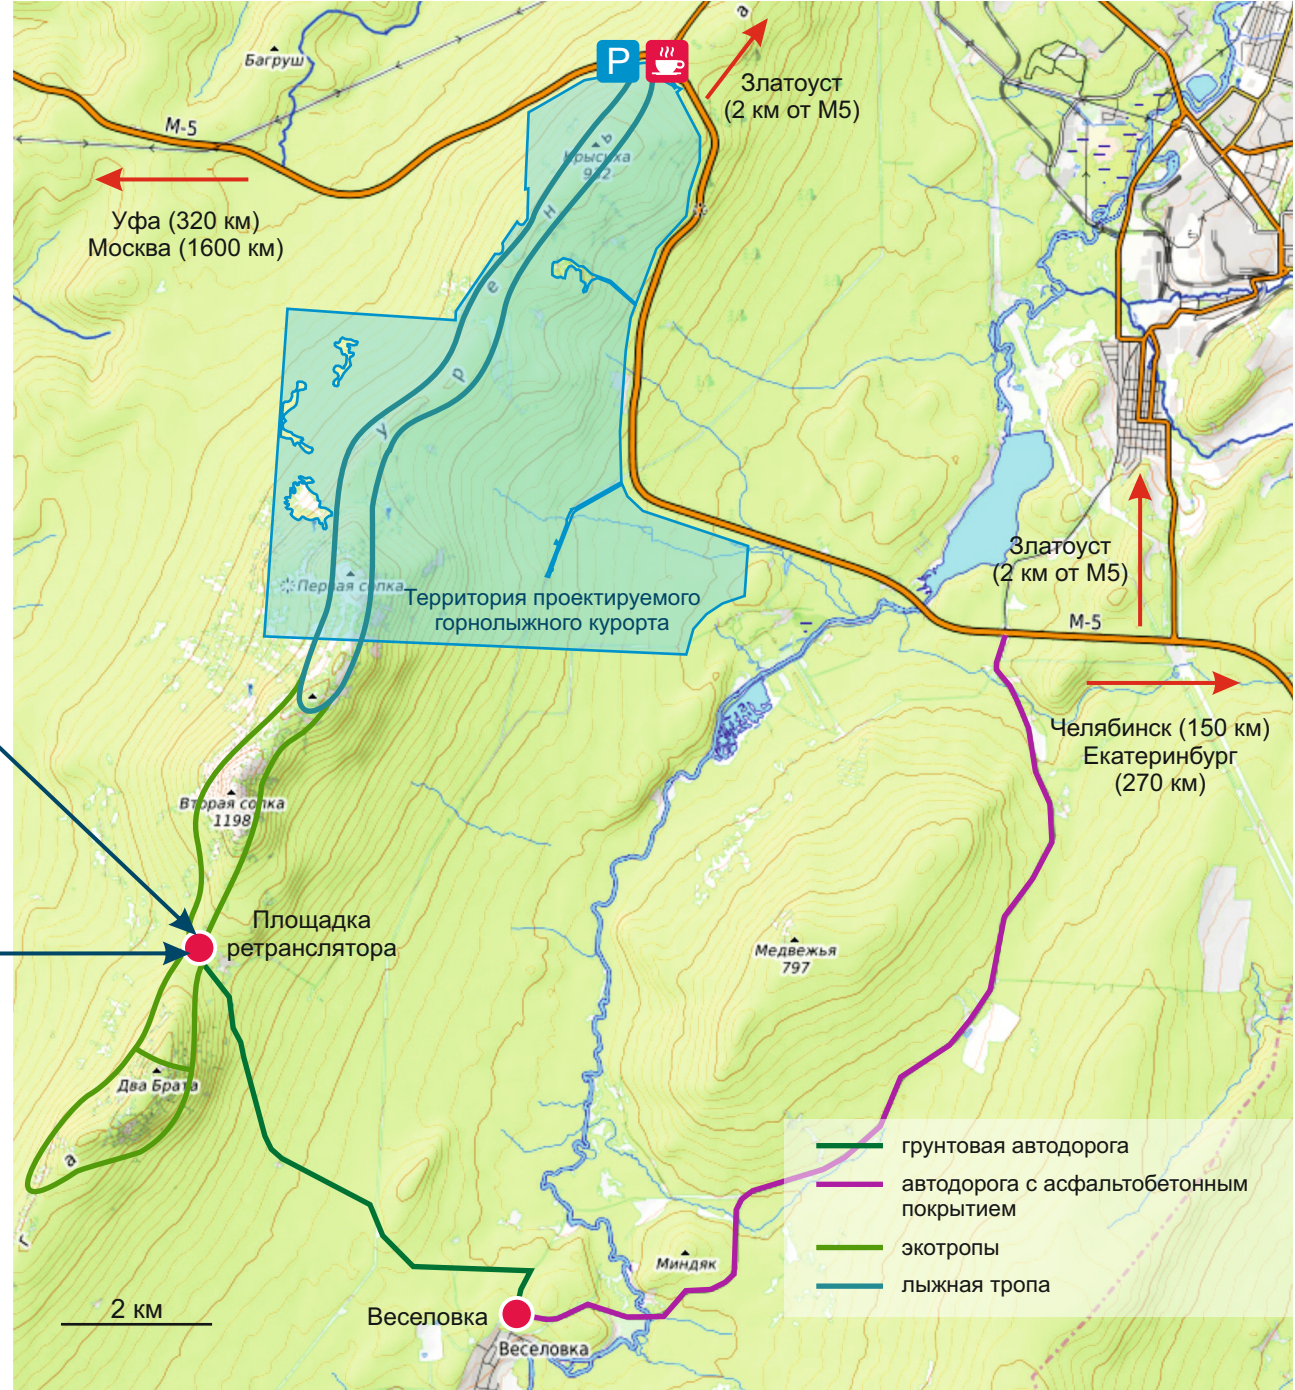 а
Багруш
P
Златоуст
(2 км от М5)
М-5
Крысиха
932
ь
н
е
р
У
Уфа (320 км)
Москва (1600 км)
Златоуст
(2 км от М5)
Первая сопка
Территория проектируемого
горнолыжного курорта
М-5
Челябинск (150 км)
Екатеринбург
(270 км)
Вторая сопка
1198
Площадка
ретранслятора
Медвежья
797
Два Брата
а
г
грунтовая автодорога
автодорога с асфальтобетонным
покрытием
экотропы
лыжная тропа
Миндяк
2 км
Веселовка
Веселовка